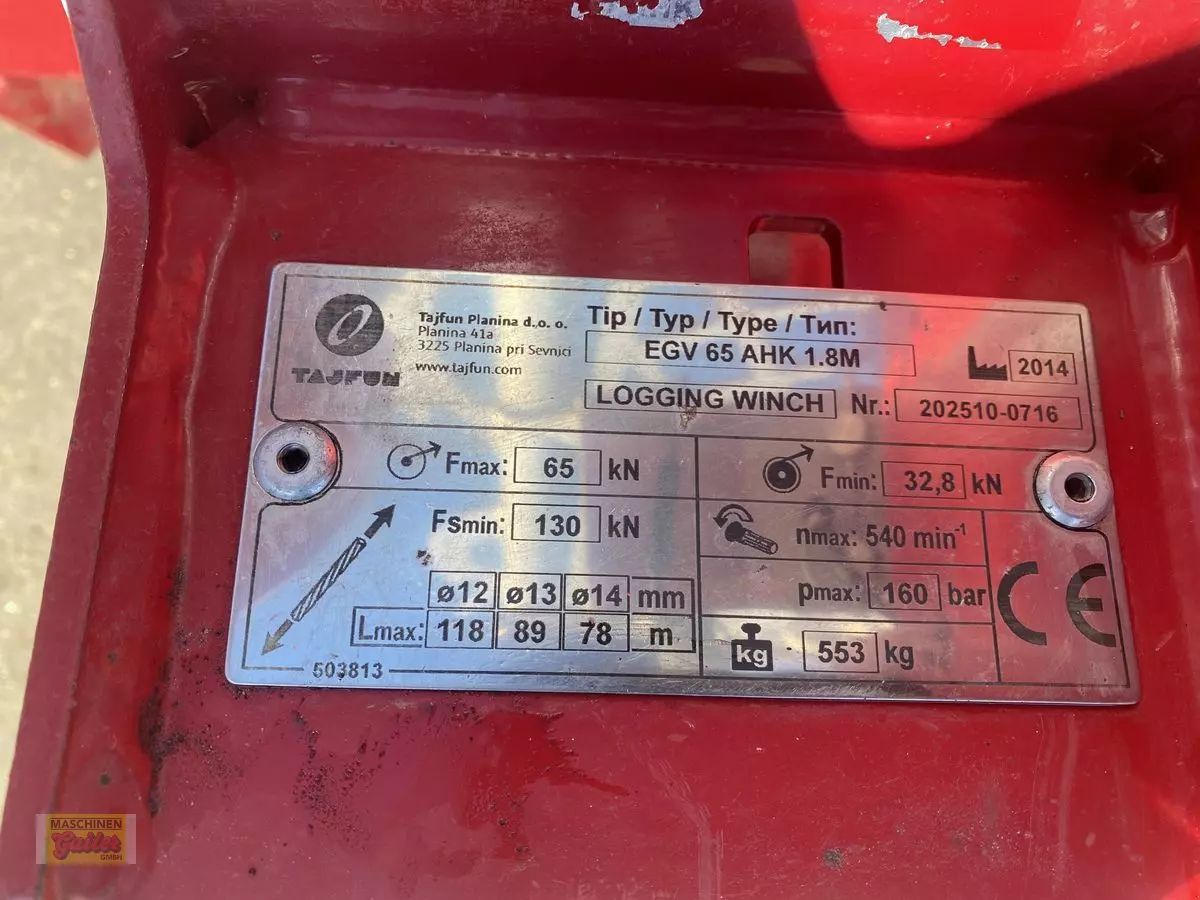 TAJFUN
Tajfun Planina d.o. o.
Planina 41a
3225 Planina pri Sevnici
www.tajfun.com
Tip / Typ / Type / Тип:
EGV 65 AHK 1.8M
2014
LOGGING WINCH Nr.: 202510-0716
Fmax: 65 kN
Fmin: 32,8 kN
Fsmin: 130 kN
nmax: 540 min-1
ø12 ø13 ø14 mm
Lmax: 118 89 78 m
pmax: 160 bar
CE
kg 553 kg
503813
MASCHINEN
Gailer
GMBH